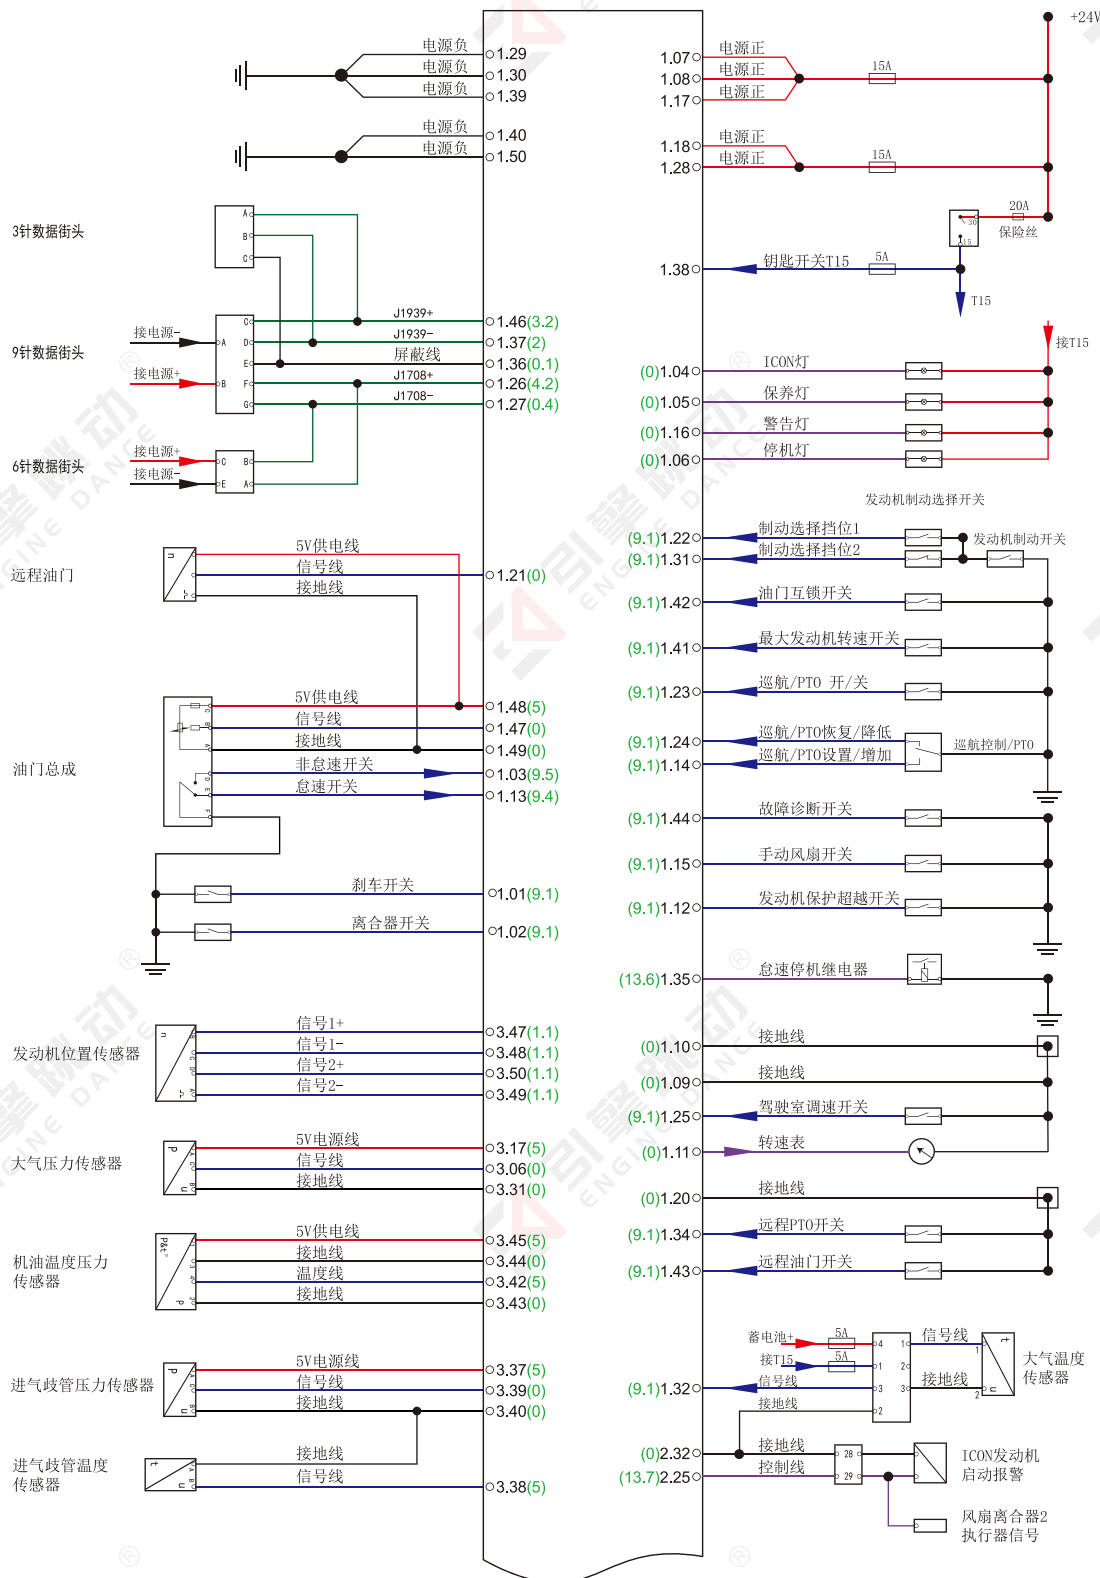 +24V
电源负
1.29
电源负
1.30
电源负
1.39
电源负
1.40
电源负
1.50
3针数据街头
A
B
C
9针数据街头
接电源-
A
接电源+
B
C
D
E
F
G
J1939+
1.46(3.2)
J1939-
1.37(2)
屏蔽线
1.36(0.1)
J1708+
1.26(4.2)
J1708-
1.27(0.4)
6针数据街头
接电源+
C
接电源-
E
B
A
远程油门
n
5V供电线
信号线
1.21(0)
接地线
油门总成
C
B
A
D
E
F
5V供电线
1.48(5)
信号线
1.47(0)
接地线
1.49(0)
非怠速开关
1.03(9.5)
怠速开关
1.13(9.4)
刹车开关
1.01(9.1)
离合器开关
1.02(9.1)
发动机位置传感器
n
B
C
D
A
信号1+
3.47(1.1)
信号1-
3.48(1.1)
信号2+
3.50(1.1)
信号2-
3.49(1.1)
大气压力传感器
P
u
A
C
B
5V电源线
3.17(5)
信号线
3.06(0)
接地线
3.31(0)
机油温度压力
传感器
P&t°
P
1
3
4
2
5V供电线
3.45(5)
接地线
3.44(0)
温度线
3.42(5)
接地线
3.43(0)
进气歧管压力传感器
P
u
A
C
B
5V电源线
3.37(5)
信号线
3.39(0)
接地线
3.40(0)
进气歧管温度
传感器
t
u
A
B
接地线
信号线
3.38(5)
1.07
电源正
1.08
电源正
15A
1.17
电源正
1.18
电源正
1.28
电源正
15A
20A
保险丝
30
15
1.38
钥匙开关T15
5A
T15
接T15
(0)1.04
ICON灯
(0)1.05
保养灯
(0)1.16
警告灯
(0)1.06
停机灯
发动机制动选择开关
(9.1)1.22
制动选择挡位1
发动机制动开关
(9.1)1.31
制动选择挡位2
(9.1)1.42
油门互锁开关
(9.1)1.41
最大发动机转速开关
(9.1)1.23
巡航/PTO 开/关
(9.1)1.24
巡航/PTO恢复/降低
巡航控制/PTO
(9.1)1.14
巡航/PTO设置/增加
(9.1)1.44
故障诊断开关
(9.1)1.15
手动风扇开关
(9.1)1.12
发动机保护超越开关
(13.6)1.35
怠速停机继电器
(0)1.10
接地线
(0)1.09
接地线
(9.1)1.25
驾驶室调速开关
(0)1.11
转速表
(0)1.20
接地线
(9.1)1.34
远程PTO开关
(9.1)1.43
远程油门开关
蓄电池+
5A
接T15
5A
(9.1)1.32
信号线
接地线
4
1
3
2
1
2
3
信号线
接地线
1
2
t
u
大气温度
传感器
(0)2.32
接地线
28
(13.7)2.25
控制线
29
ICON发动机
启动报警
风扇离合器2
执行器信号
引擎跳动
ENGINE DANCE
®